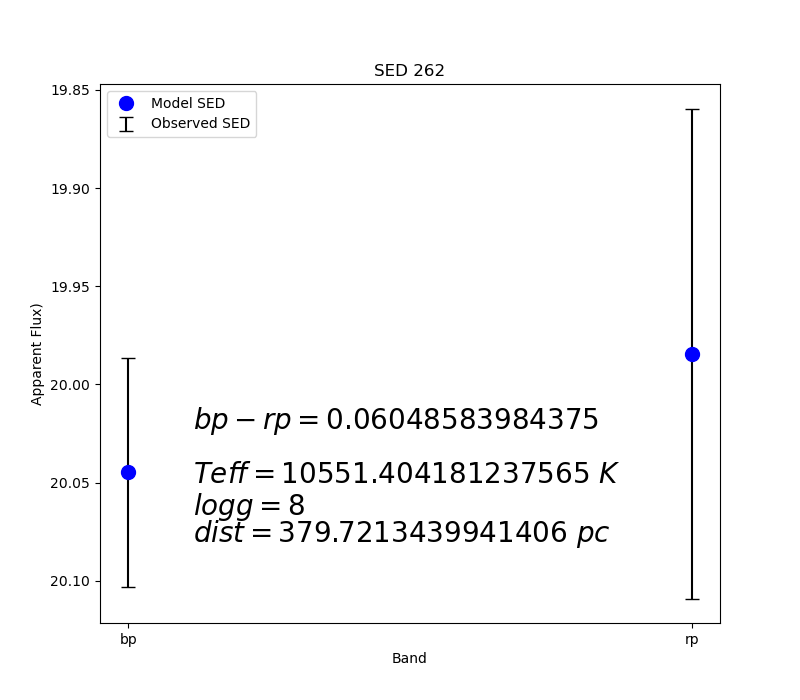 SED 262
19.85
Model SED
Observed SED
19.90
19.95
Apparent Flux)
20.00
bp − rp = 0.06048583984375
Teff = 10551.404181237565 K
20.05
logg = 8
dist = 379.7213439941406 pc
20.10
bp
rp
Band